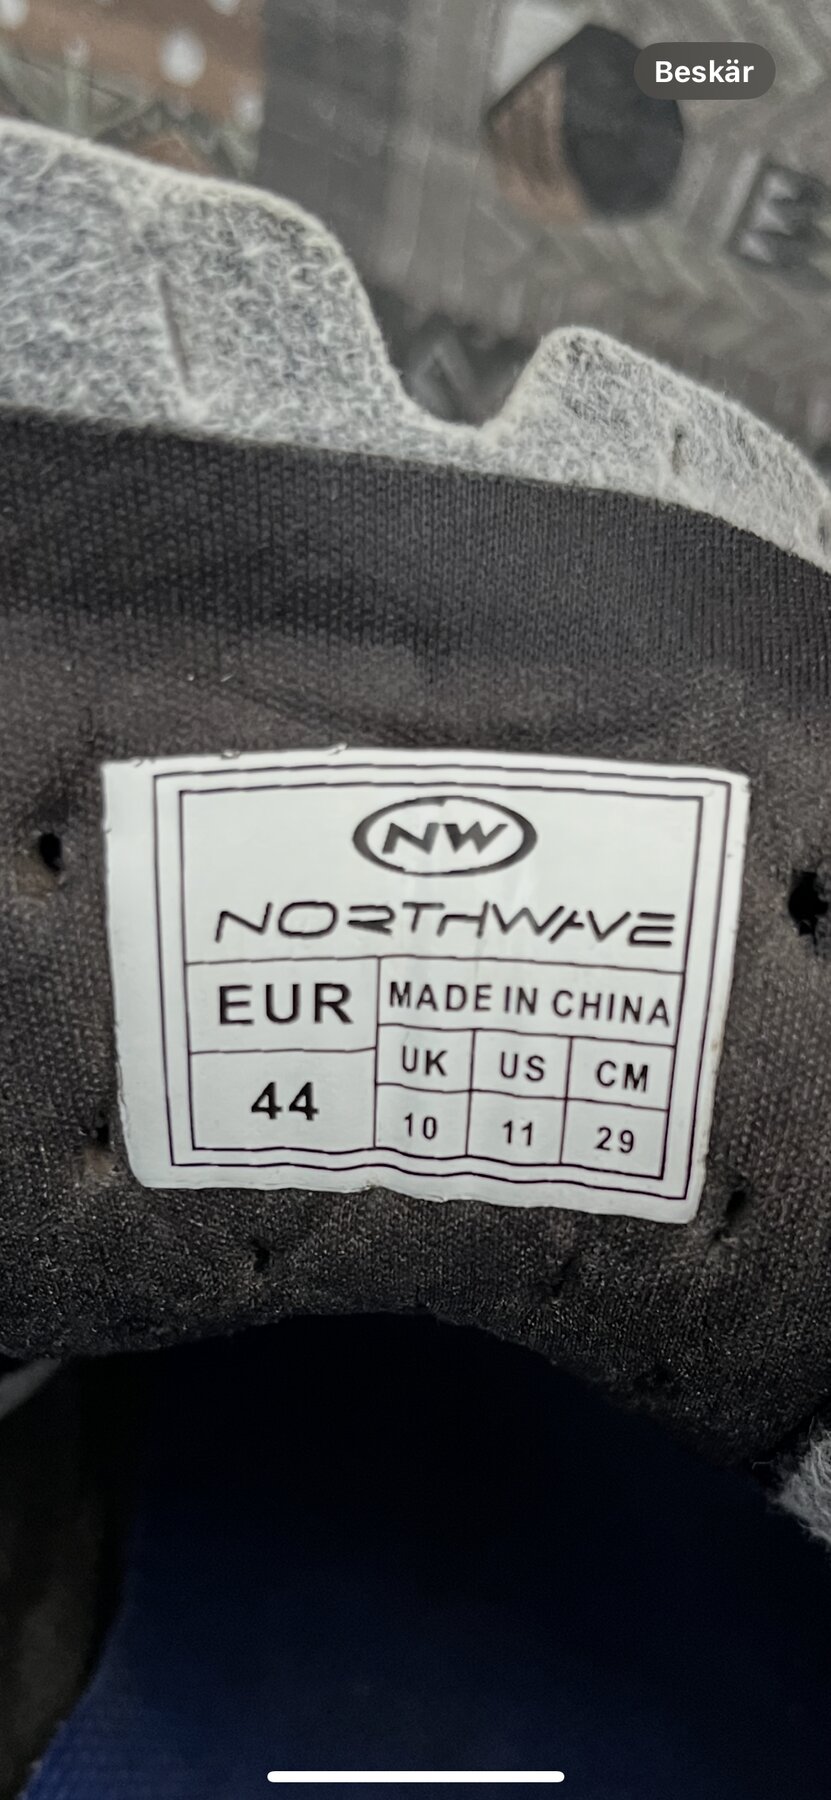 Beskär
NW
NORTHWAVE
EUR MADE IN CHINA
UK US CM
44 10 11 29